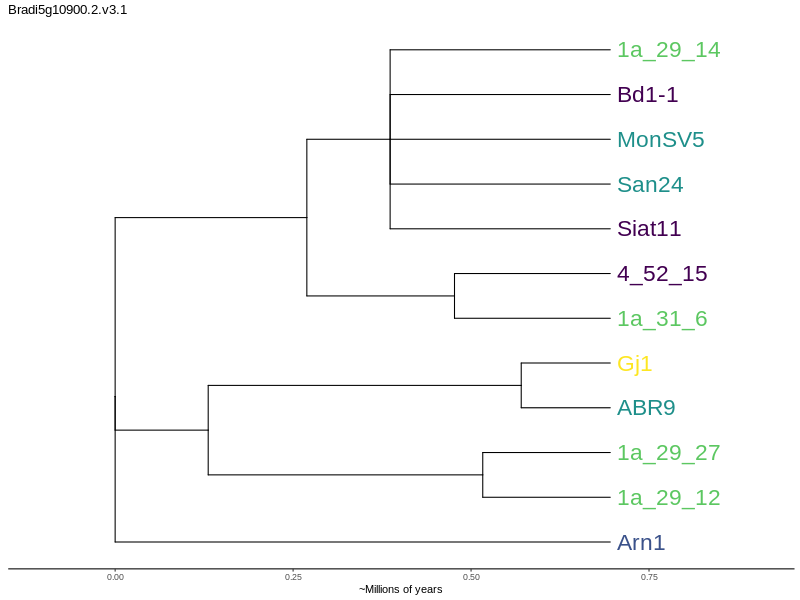 Bradi5g10900.2.v3.1
1a_29_14
Bd1-1
MonSV5
San24
Siat11
4_52_15
1a_31_6
Gj1
ABR9
1a_29_27
1a_29_12
Arn1
0.00 0.25 0.50 0.75
~Millions of years